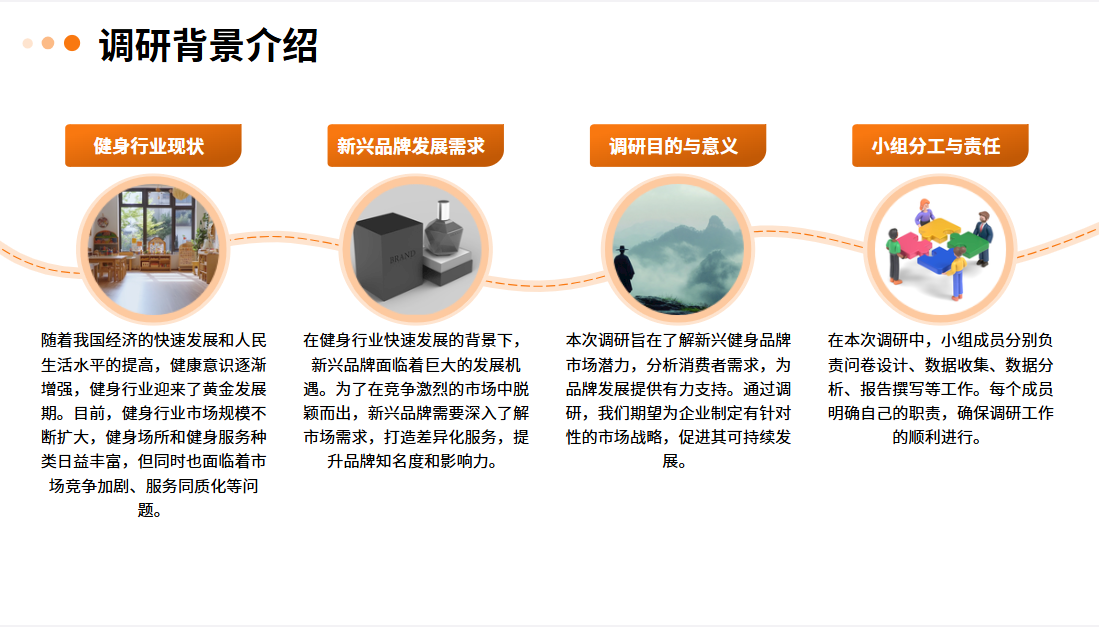 调研背景介绍
健身行业现状
新兴品牌发展需求
调研目的与意义
小组分工与责任
BRAND
随着我国经济的快速发展和人民
生活水平的提高，健康意识逐渐
增强，健身行业迎来了黄金发展
期。目前，健身行业市场规模不
断扩大，健身场所和健身服务种
类日益丰富，但同时也面临着市
场竞争加剧、服务同质化等问
题。
在健身行业快速发展的背景下，
新兴品牌面临着巨大的发展机
遇。为了在竞争激烈的市场中脱
颖而出，新兴品牌需要深入了解
市场需求，打造差异化服务，提
升品牌知名度和影响力。
本次调研旨在了解新兴健身品牌
市场潜力，分析消费者需求，为
品牌发展提供有力支持。通过调
研，我们期望为企业制定有针对
性的市场战略，促进其可持续发
展。
在本次调研中，小组成员分别负
责问卷设计、数据收集、数据分
析、报告撰写等工作。每个成员
明确自己的职责，确保调研工作
的顺利进行。